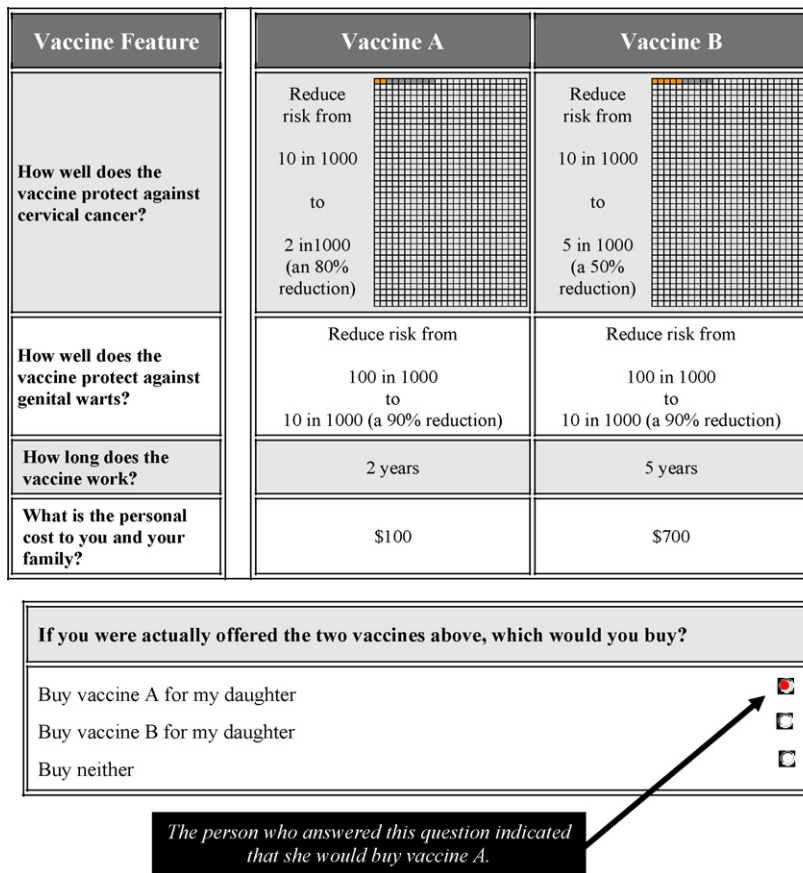 Vaccine Feature
Vaccine A
Vaccine B
How well does the
vaccine protect against
cervical cancer?
Reduce
risk from
10 in 1000
to
2 in1000
(an 80%
reduction)
Reduce
risk from
10 in 1000
to
5 in 1000
(a 50%
reduction)
How well does the
vaccine protect against
genital warts?
Reduce risk from
100 in 1000
to
10 in 1000 (a 90% reduction)
Reduce risk from
100 in 1000
to
10 in 1000 (a 90% reduction)
How long does the
vaccine work?
2 years
5 years
What is the personal
cost to you and your
family?
$100
$700
If you were actually offered the two vaccines above, which would you buy?
Buy vaccine A for my daughter
Buy vaccine B for my daughter
Buy neither
The person who answered this question indicated
that she would buy vaccine A.